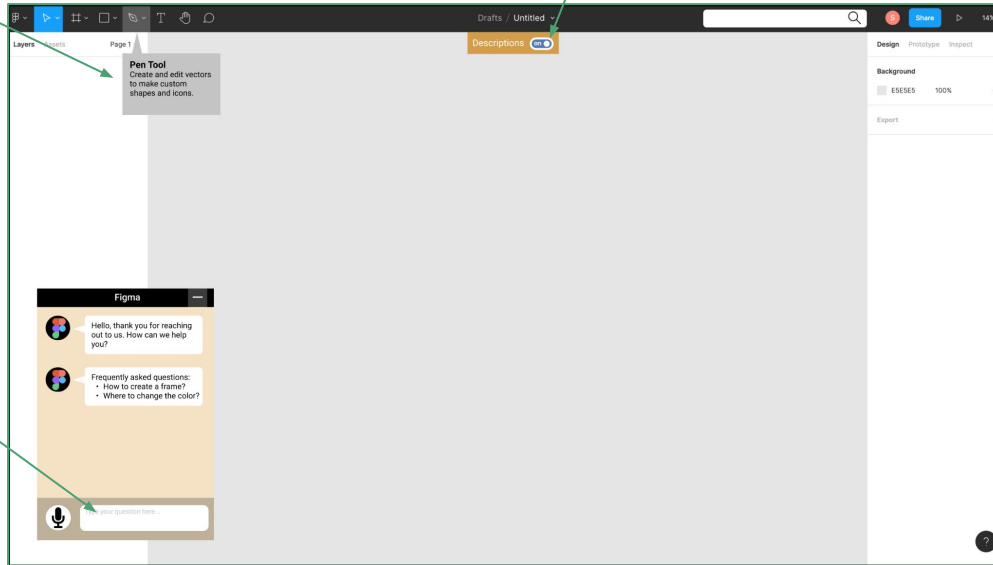 Drafts / Untitled
S
Share
14%
Layers Assets Page 1
Descriptions on
Design Prototype Inspect
Pen Tool
Create and edit vectors
to make custom
shapes and icons.
Background
E5E5E5 100%
Export
Figma
Hello, thank you for reaching
out to us. How can we help
you?
Frequently asked questions:
• How to create a frame?
• Where to change the color?
Type your question here...
?